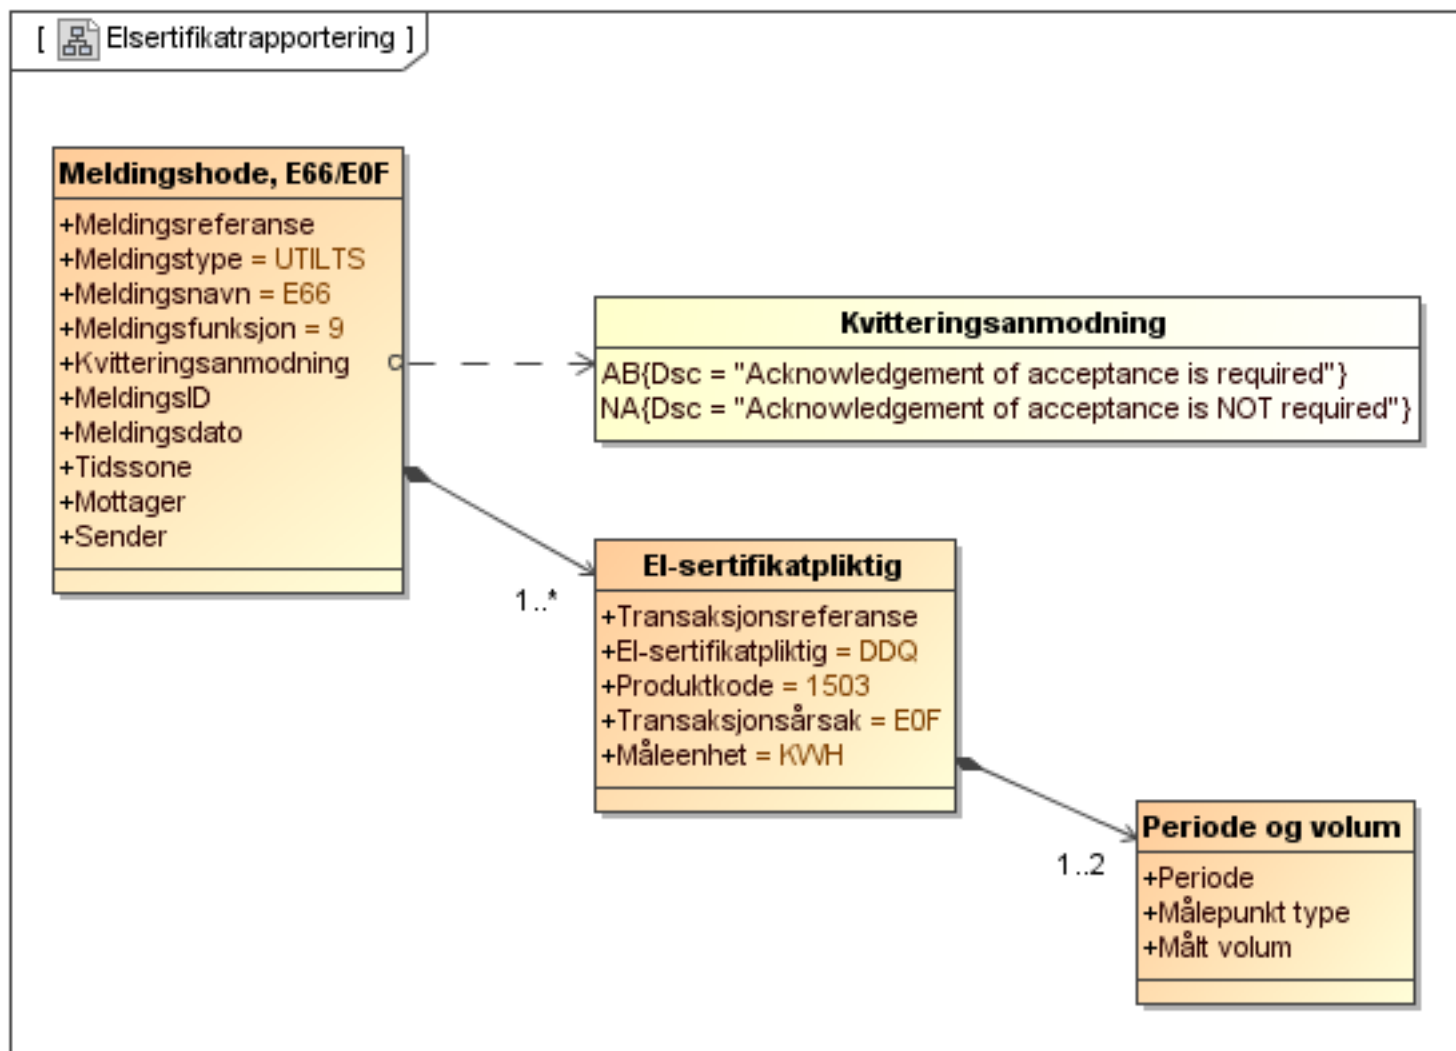 [ Elsertifikatrapportering ]
Meldingshode, E66/E0F
+Meldingsreferanse
+Meldingstype = UTILTS
+Meldingsnavn = E66
+Meldingsfunksjon = 9
+Kvitteringsanmodning
+MeldingsID
+Meldingsdato
+Tidssone
+Mottager
+Sender
Kvitteringsanmodning
AB{Dsc = "Acknowledgement of acceptance is required"}
NA{Dsc = "Acknowledgement of acceptance is NOT required"}
1..*
El-sertifikatpliktig
+Transaksjonsreferanse
+El-sertifikatpliktig = DDQ
+Produktkode = 1503
+Transaksjonsårsak = E0F
+Måleenhet = KWH
1..2
Periode og volum
+Periode
+Målepunkt type
+Målt volum